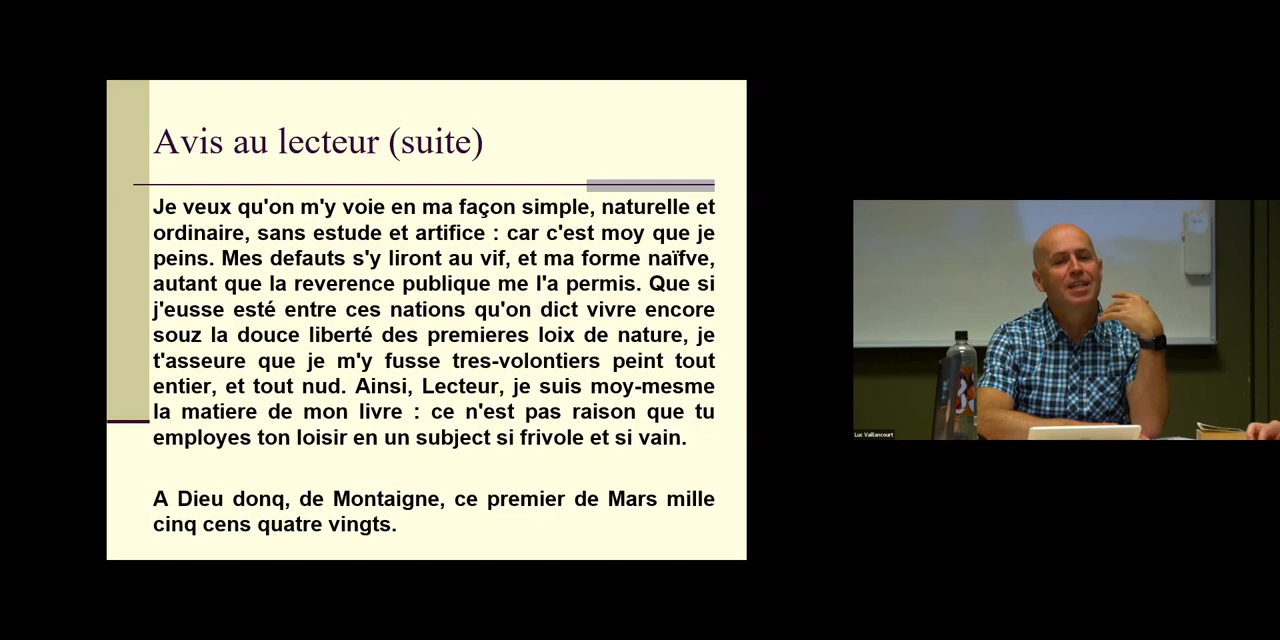 Avis au lecteur (suite)
Je veux qu'on m'y voie en ma façon simple, naturelle et
ordinaire, sans estude et artifice : car c'est moy que je
peins. Mes defauts s'y liront au vif, et ma forme naïfve,
autant que la reverence publique me l'a permis. Que si
j'eusse esté entre ces nations qu'on dict vivre encore
souz la douce liberté des premieres loix de nature, je
t'asseure que je m'y fusse tres-volontiers peint tout
entier, et tout nud. Ainsi, Lecteur, je suis moy-mesme
la matiere de mon livre : ce n'est pas raison que tu
employes ton loisir en un subject si frivole et si vain.
A Dieu donq, de Montaigne, ce premier de Mars mille
cinq cens quatre vingts.
Luc Vaillancourt